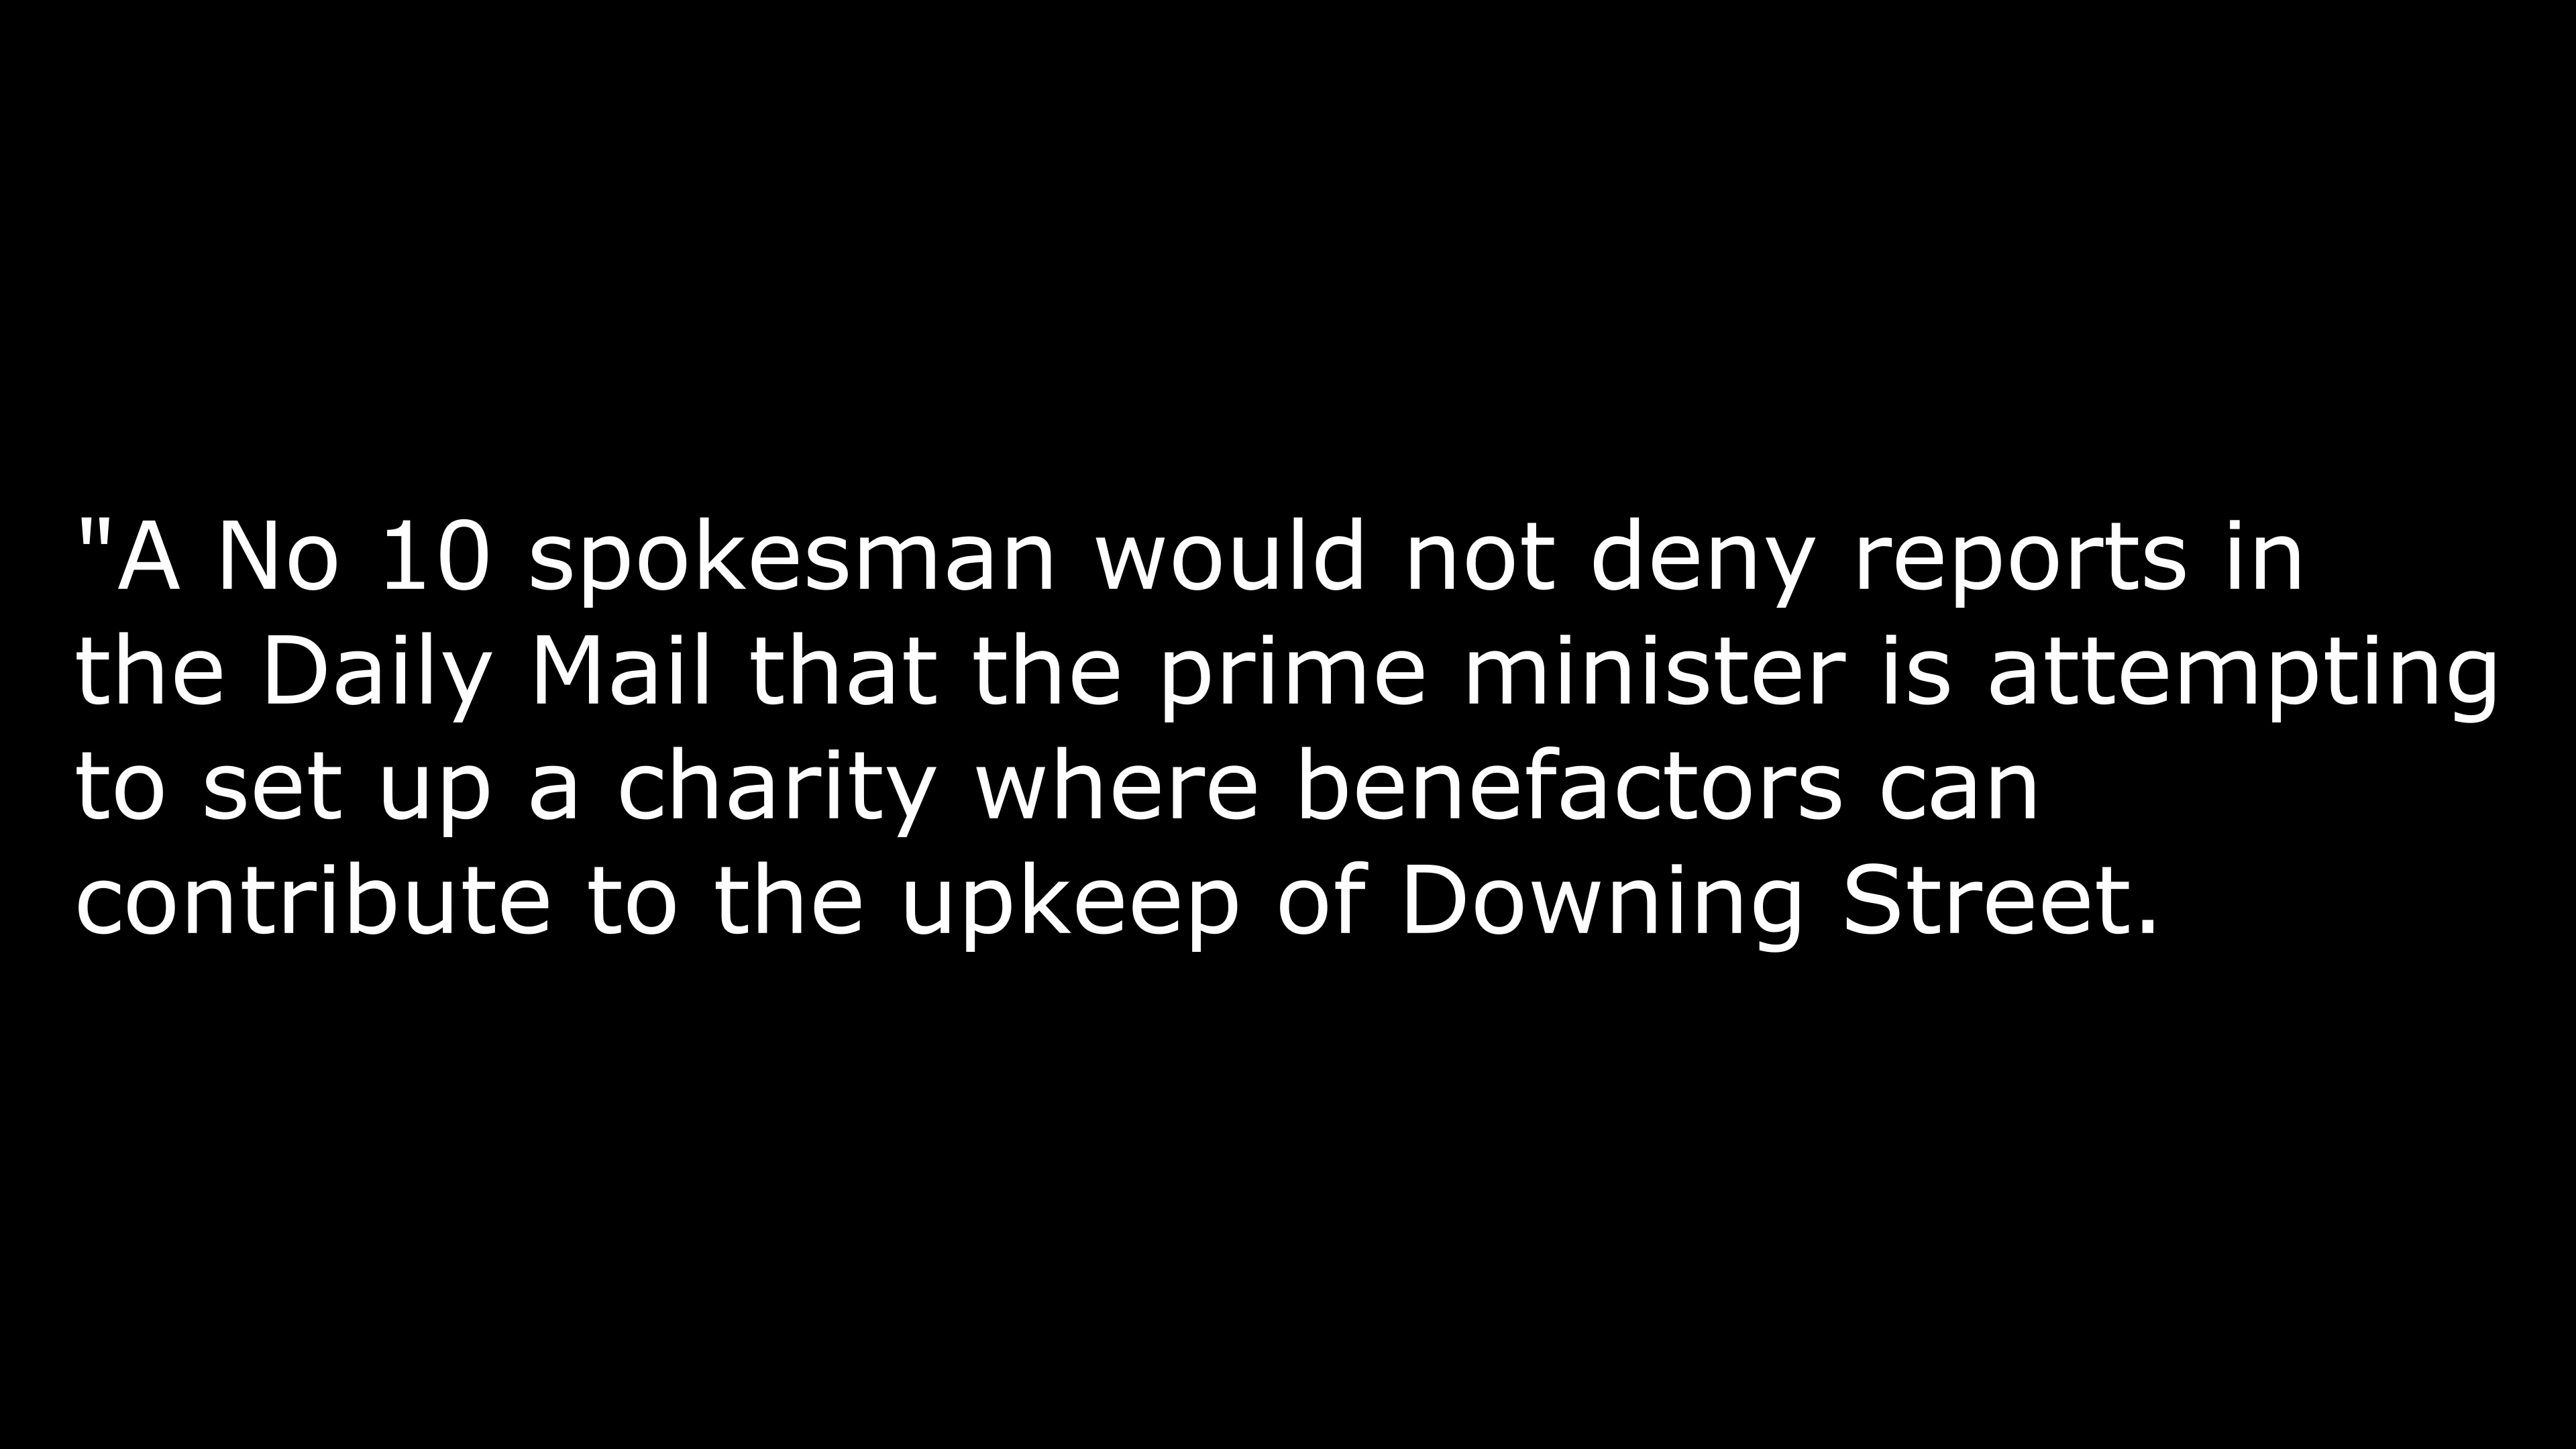 "A No 10 spokesman would not deny reports in
the Daily Mail that the prime minister is attempting
to set up a charity where benefactors can
contribute to the upkeep of Downing Street.